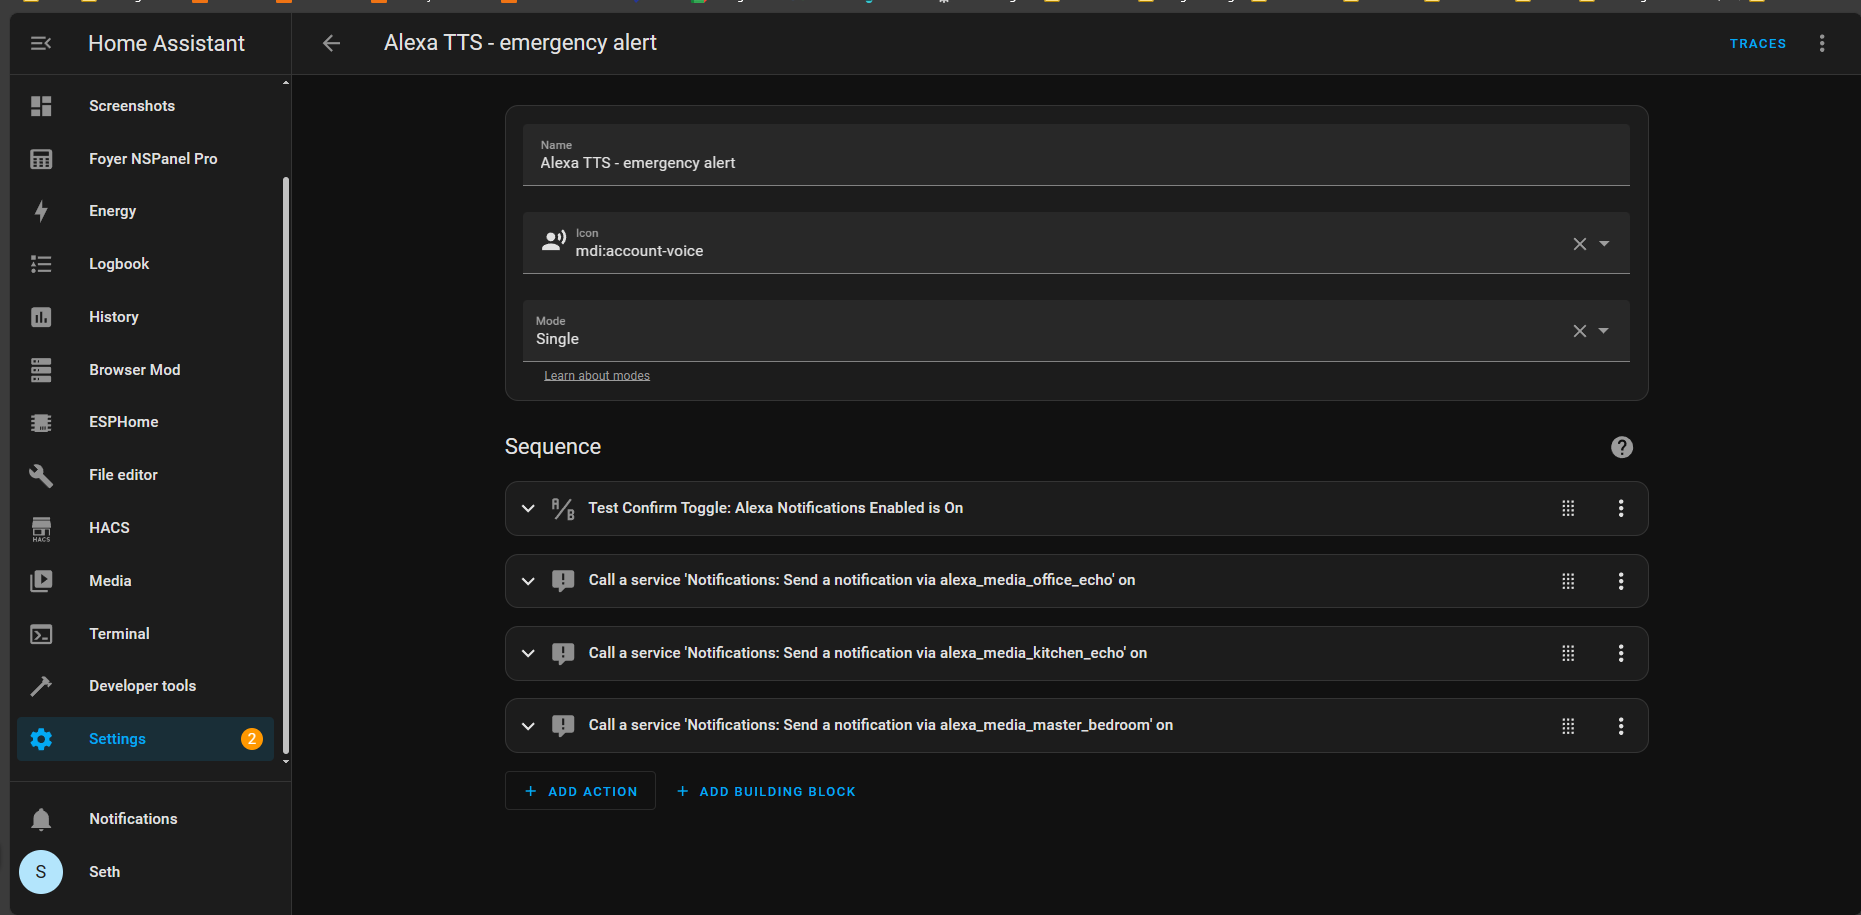 Home Assistant
Alexa TTS - emergency alert
TRACES
Screenshots
Foyer NSPanel Pro
Energy
Logbook
History
Browser Mod
ESPHome
File editor
HACS
HACS
Media
Terminal
Developer tools
Settings
2
Notifications
S
Seth
Name
Alexa TTS - emergency alert
Icon
mdi:account-voice
Mode
Single
Learn about modes
Sequence
?
A/B
Test Confirm Toggle: Alexa Notifications Enabled is On
Call a service 'Notifications: Send a notification via alexa_media_office_echo' on
Call a service 'Notifications: Send a notification via alexa_media_kitchen_echo' on
Call a service 'Notifications: Send a notification via alexa_media_master_bedroom' on
+ ADD ACTION
+ ADD BUILDING BLOCK